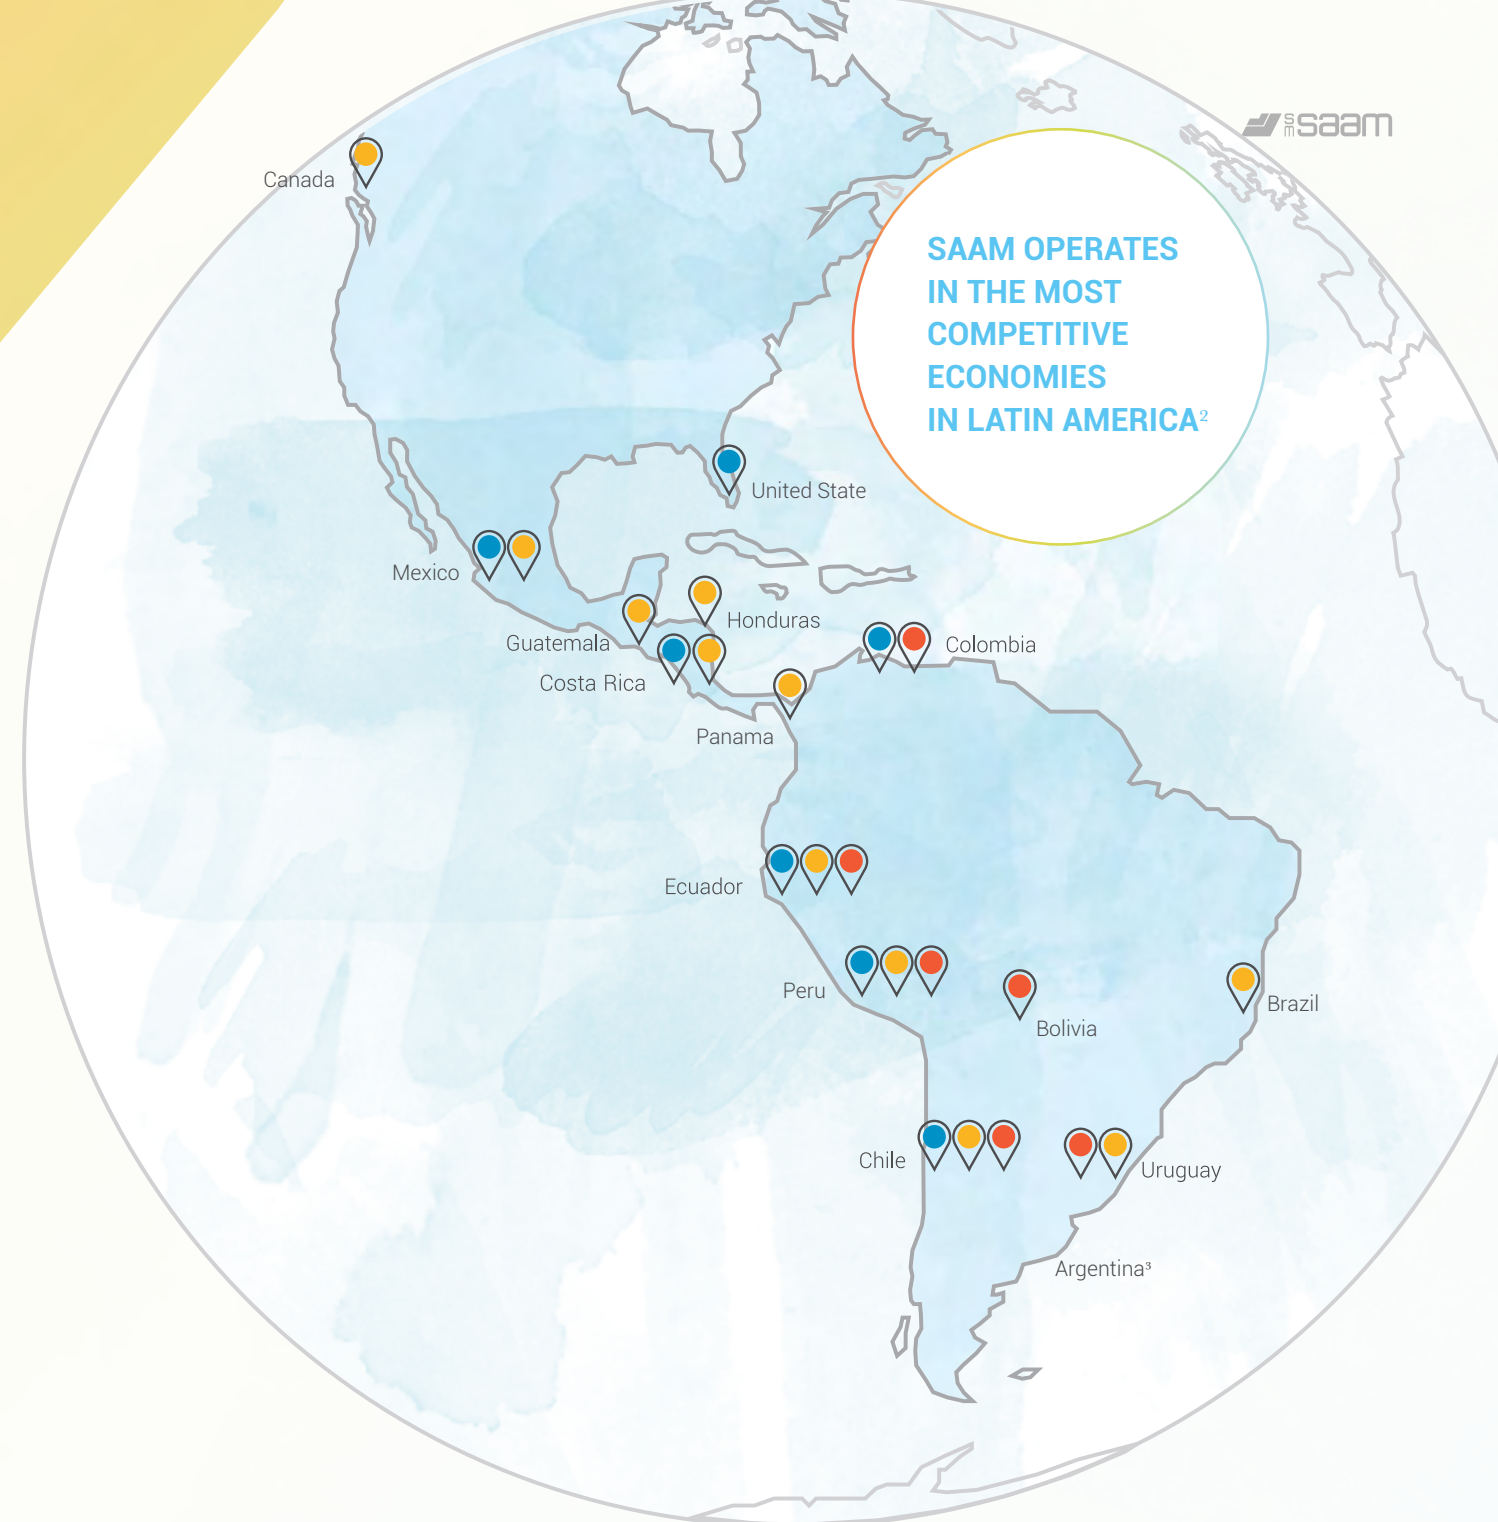 SM saam
Canada
SAAM OPERATES
IN THE MOST
COMPETITIVE
ECONOMIES
IN LATIN AMERICA²
United State
Mexico
Honduras
Guatemala
Colombia
Costa Rica
Panama
Ecuador
Peru
Brazil
Bolivia
Chile
Uruguay
Argentina³